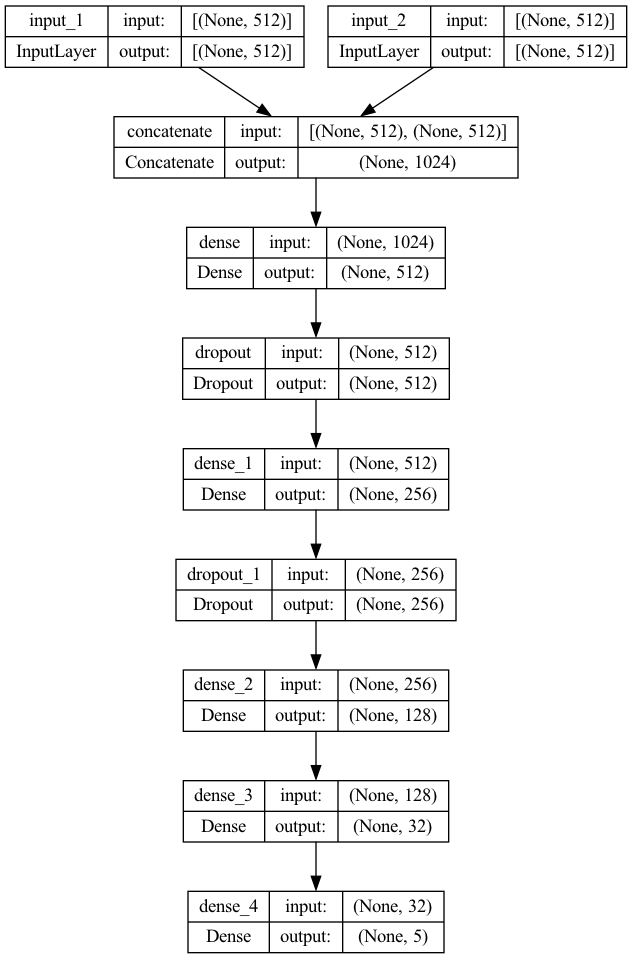 input_1 input: [(None, 512)]
InputLayer output: [(None, 512)]
input_2 input: [(None, 512)]
InputLayer output: [(None, 512)]
concatenate input: [(None, 512), (None, 512)]
Concatenate output: (None, 1024)
dense input: (None, 1024)
Dense output: (None, 512)
dropout input: (None, 512)
Dropout output: (None, 512)
dense_1 input: (None, 512)
Dense output: (None, 256)
dropout_1 input: (None, 256)
Dropout output: (None, 256)
dense_2 input: (None, 256)
Dense output: (None, 128)
dense_3 input: (None, 128)
Dense output: (None, 32)
dense_4 input: (None, 32)
Dense output: (None, 5)